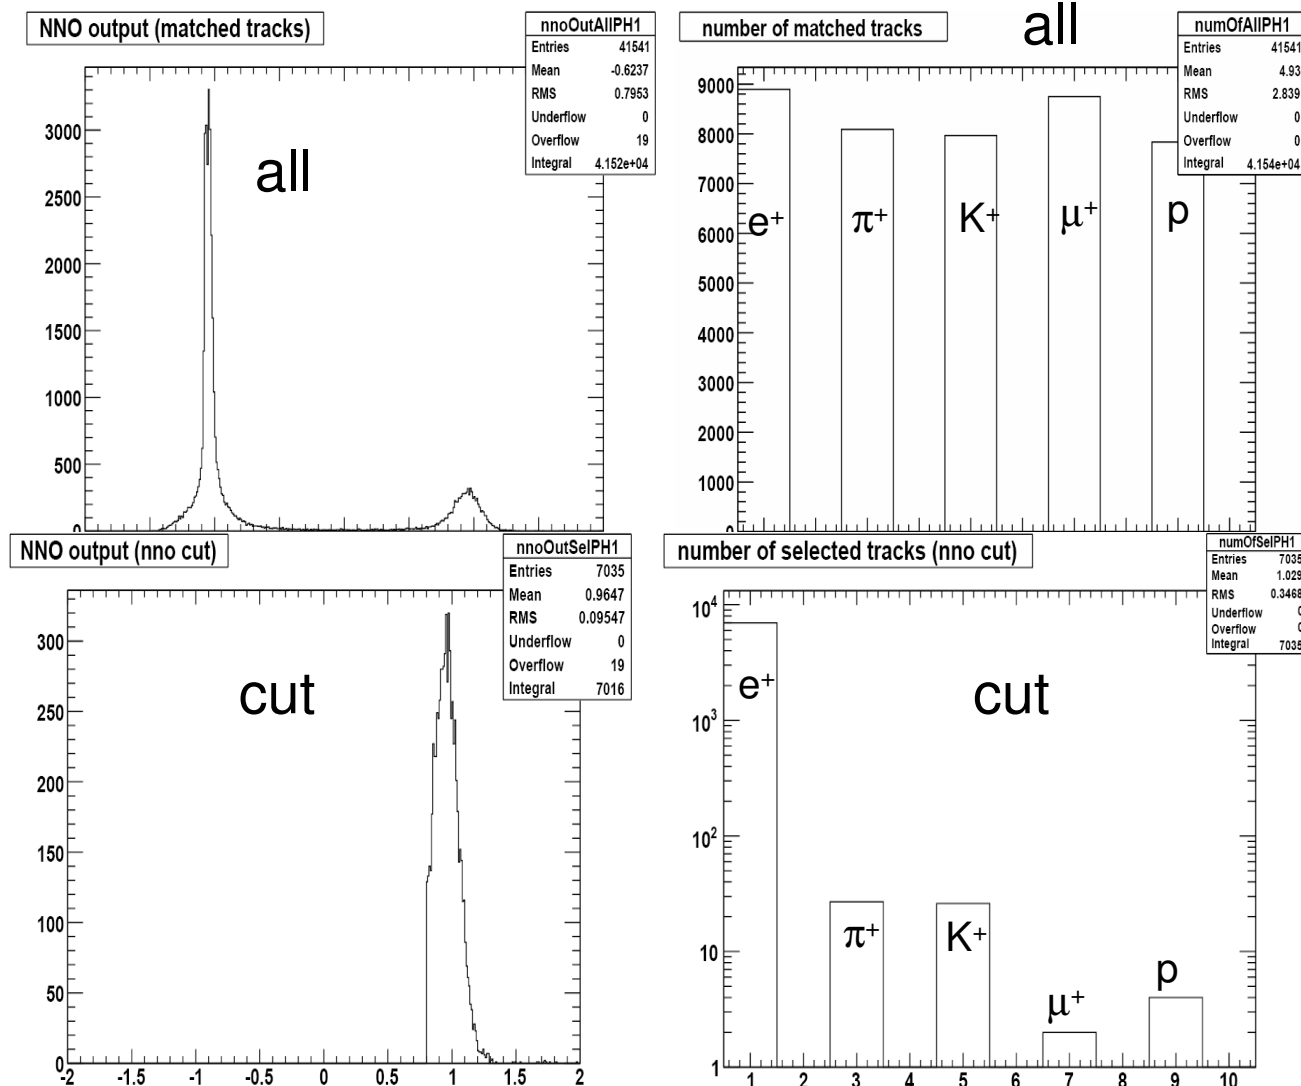 NNO output (matched tracks)
nnoOutAllPH1
Entries 41541
Mean -0.6237
RMS 0.7953
Underflow 0
Overflow 19
Integral 4.152e+04
all
3000
2500
2000
1500
1000
500
0
number of matched tracks
all
numOfAllPH1
Entries 41541
Mean 4.93
RMS 2.839
Underflow 0
Overflow 0
Integral 4.154e+04
9000
8000
7000
6000
5000
4000
3000
2000
1000
0
e+ π+ K+ μ+ p
NNO output (nno cut)
nnoOutSelPH1
Entries 7035
Mean 0.9647
RMS 0.09547
Underflow 0
Overflow 19
Integral 7016
cut
300
250
200
150
100
50
0
-2 -1.5 -1 -0.5 0 0.5 1 1.5 2
number of selected tracks (nno cut)
numOfSelPH1
Entries 7035
Mean 1.029
RMS 0.3468
Underflow 0
Overflow 0
Integral 7035
cut
10⁴
10³
10²
10
1
e+ π+ K+ μ+ p
1 2 3 4 5 6 7 8 9 10